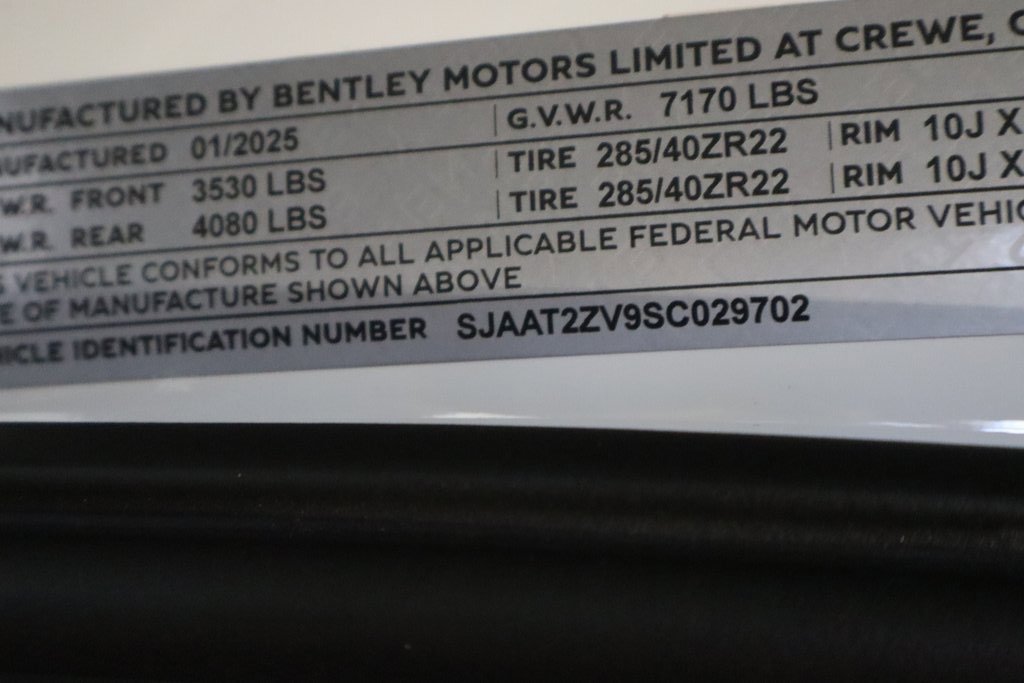 NUFACTURED BY BENTLEY MOTORS LIMITED AT CREWE,
NUFACTURED 01/2025 G.V.W.R. 7170 LBS
W.R. FRONT 3530 LBS TIRE 285/40ZR22 RIM 10J X
W.R. REAR 4080 LBS TIRE 285/40ZR22 RIM 10J X
S VEHICLE CONFORMS TO ALL APPLICABLE FEDERAL MOTOR VEHIC
E OF MANUFACTURE SHOWN ABOVE
HICLE IDENTIFICATION NUMBER SJAAT2ZV9SC029702